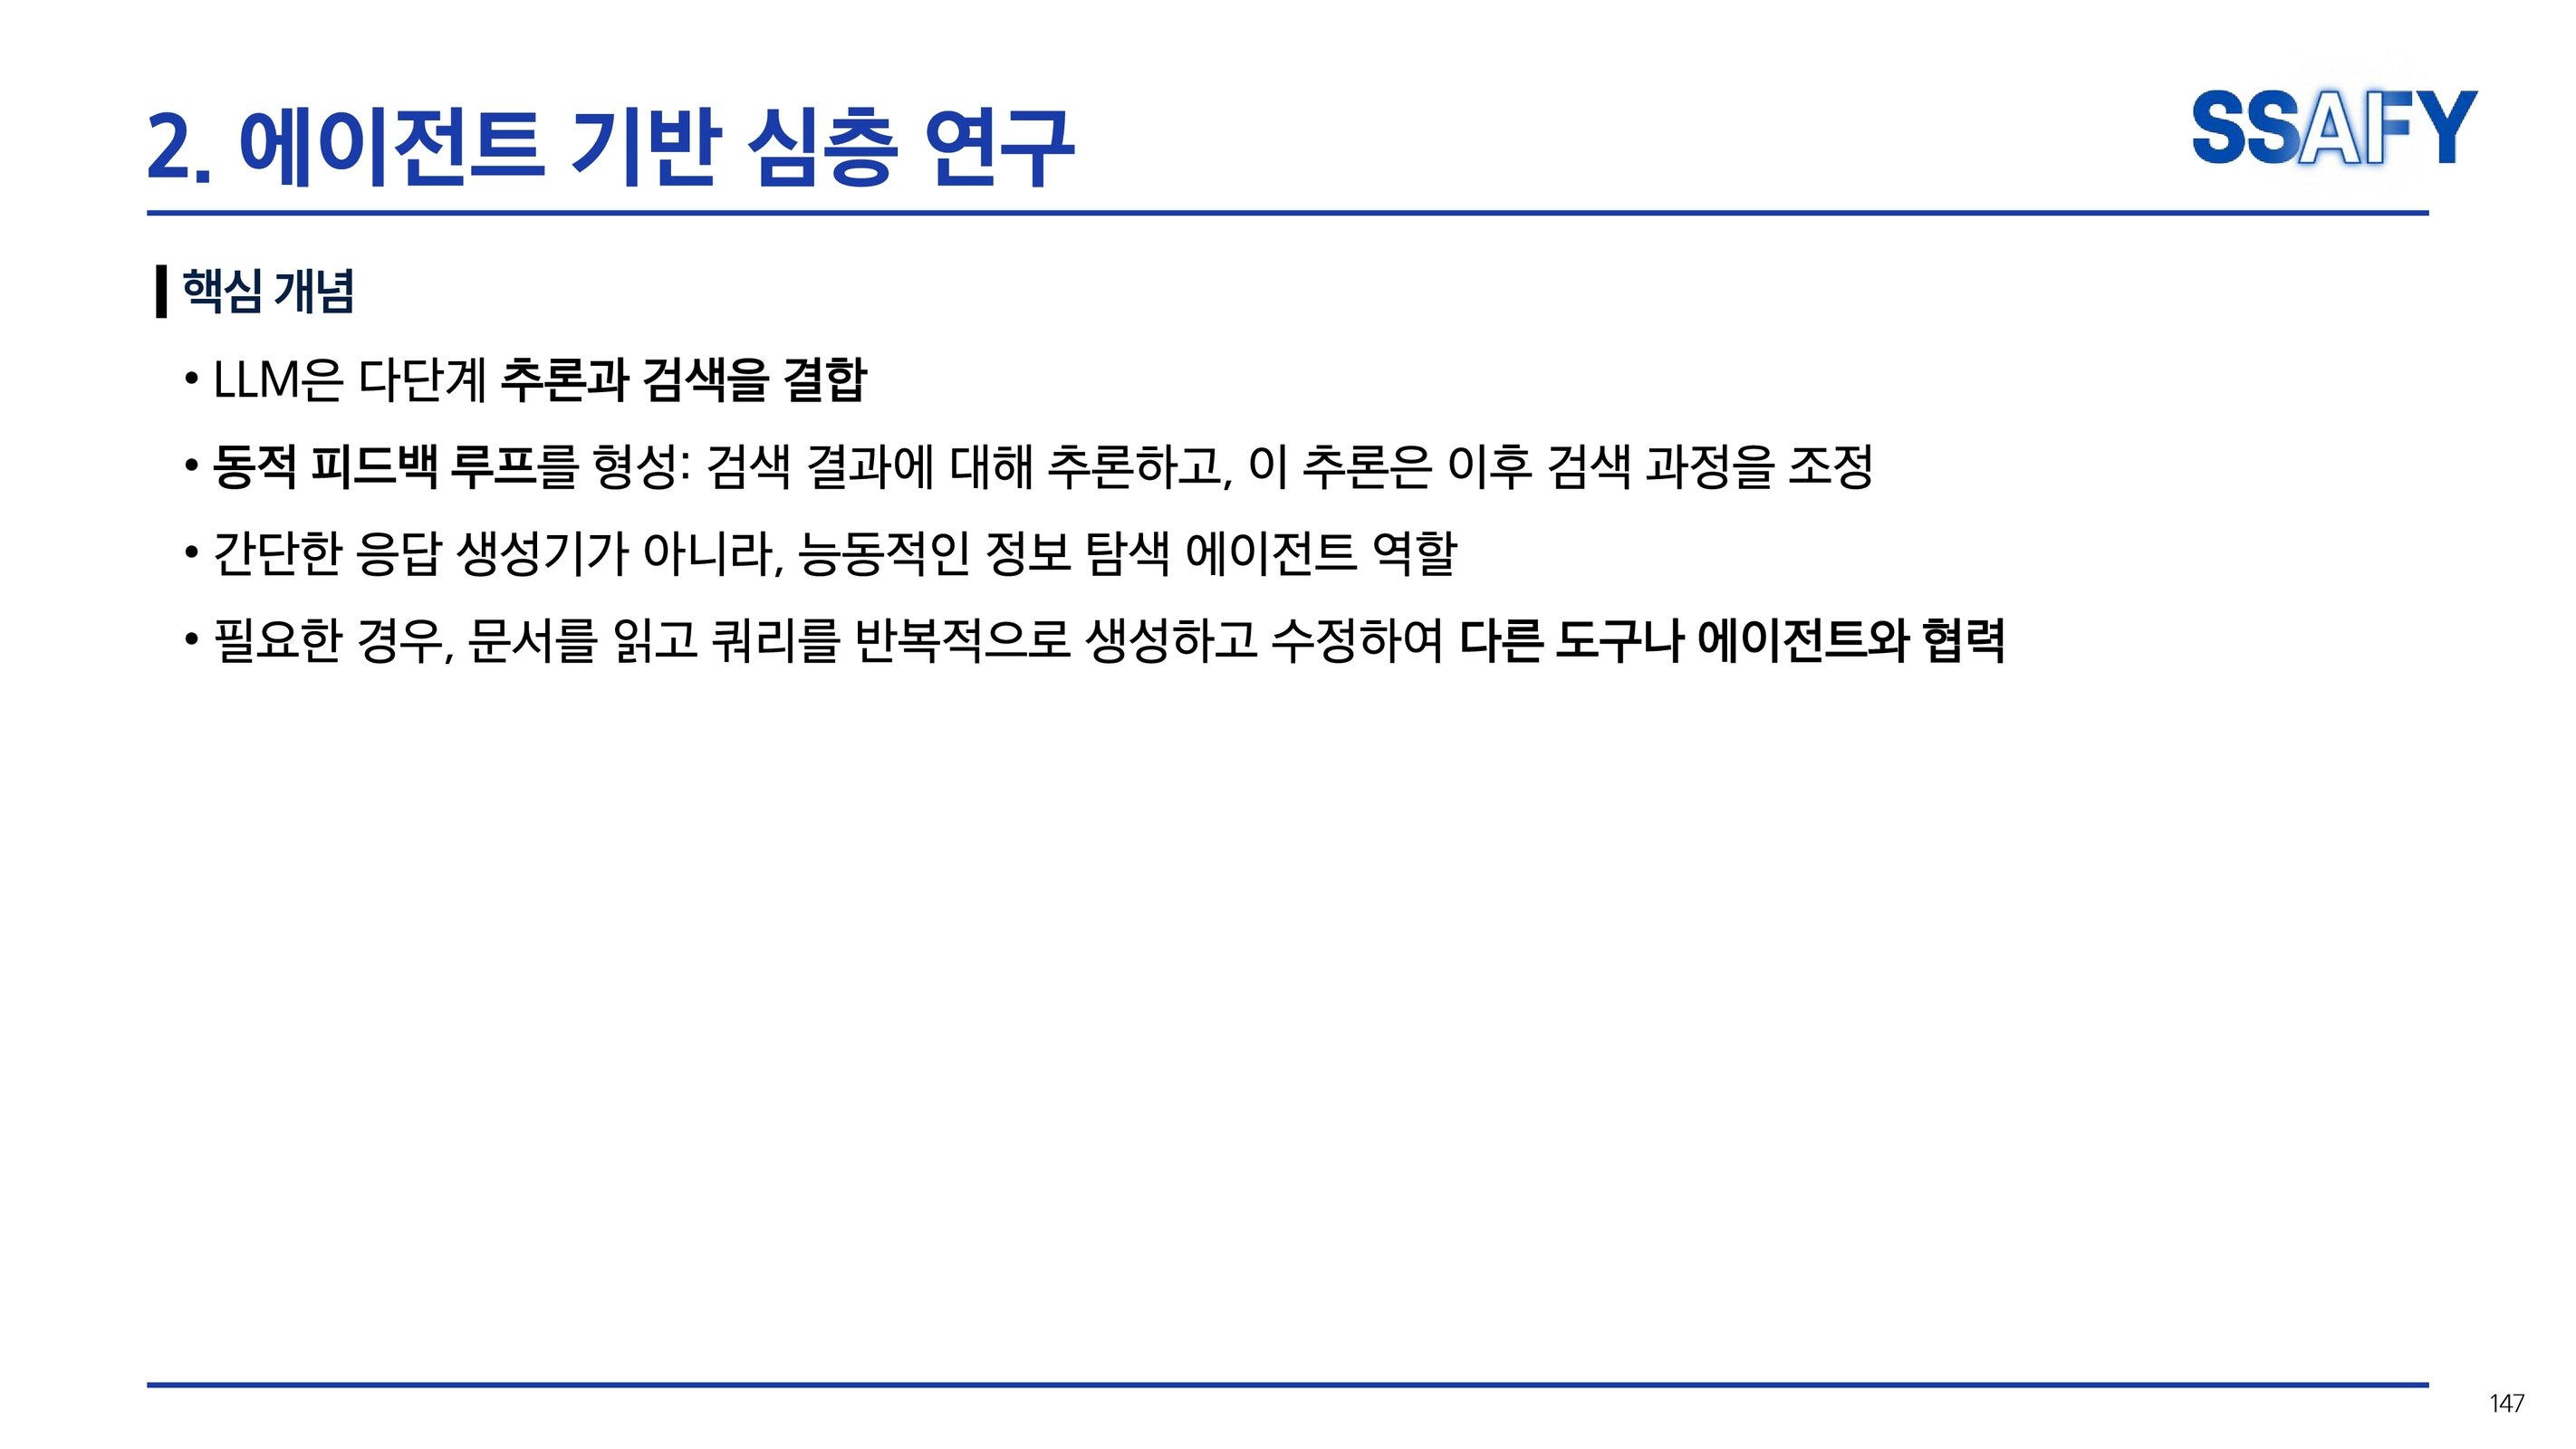 2. 에이전트 기반 심층 연구
SSAFY
핵심 개념
• LLM은 다단계 추론과 검색을 결합
• 동적 피드백 루프를 형성: 검색 결과에 대해 추론하고, 이 추론은 이후 검색 과정을 조정
• 간단한 응답 생성기가 아니라, 능동적인 정보 탐색 에이전트 역할
• 필요한 경우, 문서를 읽고 쿼리를 반복적으로 생성하고 수정하여 다른 도구나 에이전트와 협력
147